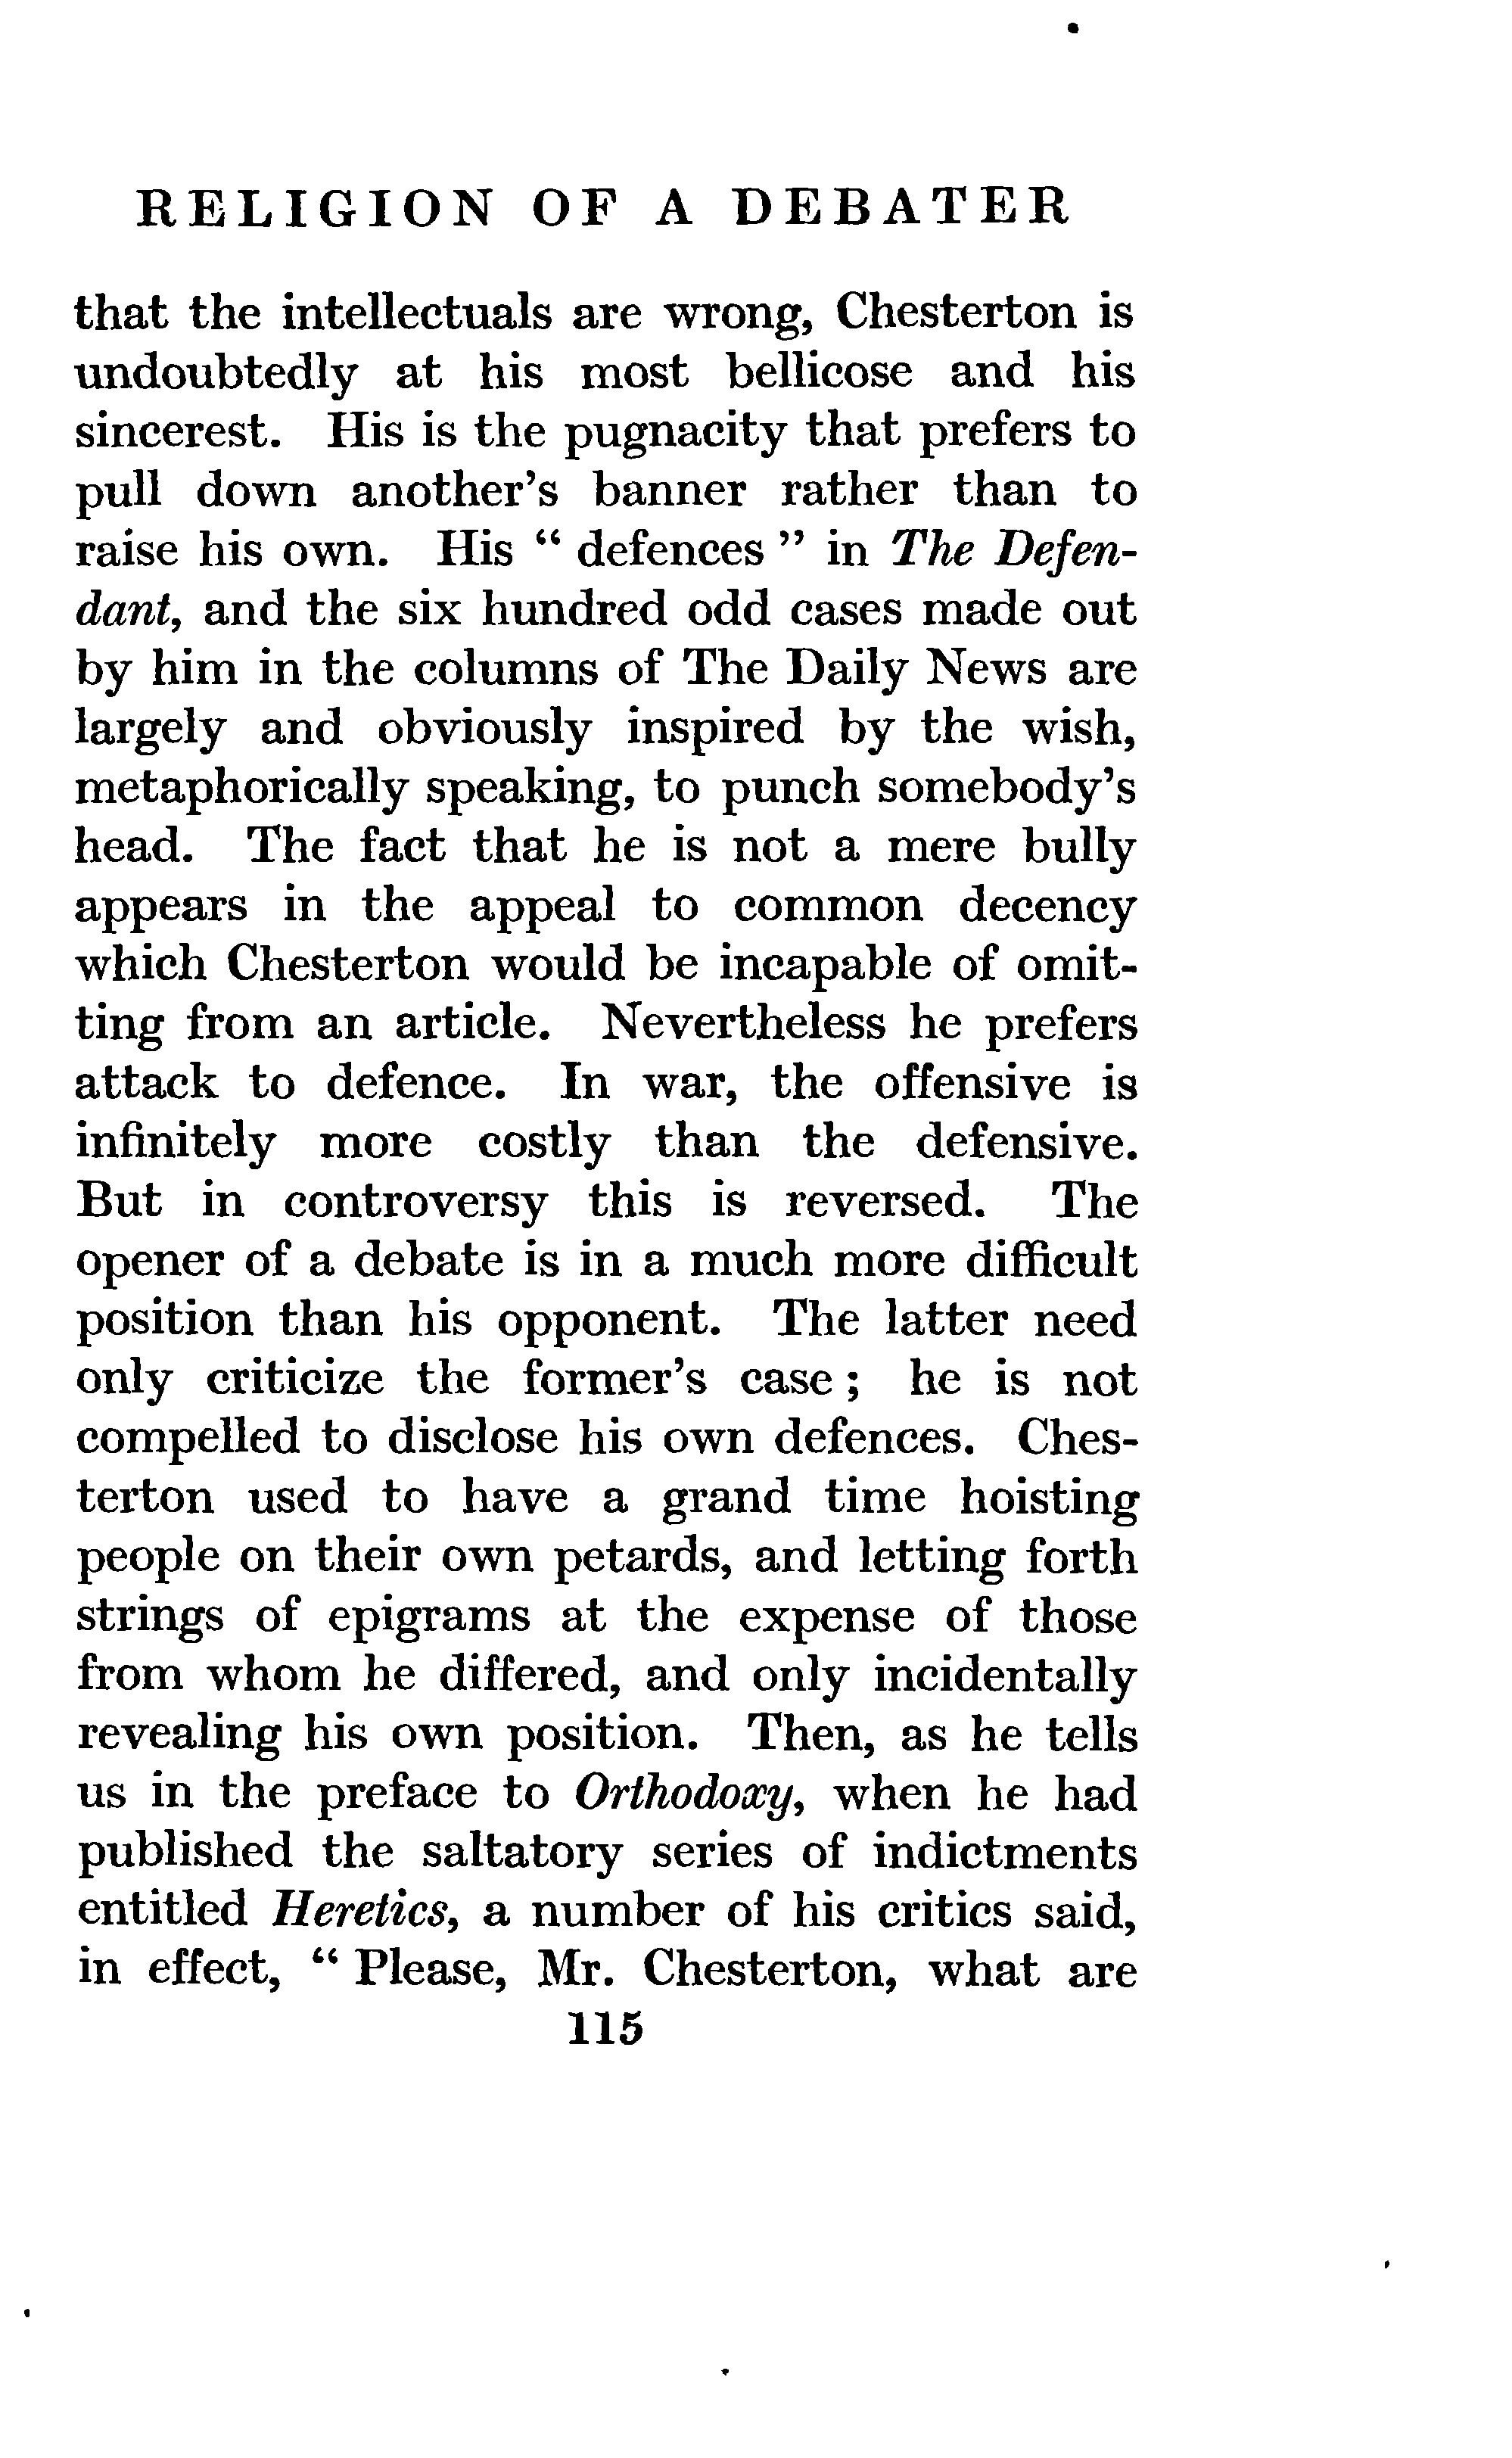 RELIGION OF A DEBATER
that the intellectuals are wrong, Chesterton is
undoubtedly at his most bellicose and his
sincerest. His is the pugnacity that prefers to
pull down another's banner rather than to
raise his own. His “ defences ” in The Defen-
dant, and the six hundred odd cases made out
by him in the columns of The Daily News are
largely and obviously inspired by the wish,
metaphorically speaking, to punch somebody's
head. The fact that he is not a mere bully
appears in the appeal to common decency
which Chesterton would be incapable of omit-
ting from an article. Nevertheless he prefers
attack to defence. In war, the offensive is
infinitely more costly than the defensive.
But in controversy this is reversed. The
opener of a debate is in a much more difficult
position than his opponent. The latter need
only criticize the former's case ; he is not
compelled to disclose his own defences. Ches-
terton used to have a grand time hoisting
people on their own petards, and letting forth
strings of epigrams at the expense of those
from whom he differed, and only incidentally
revealing his own position. Then, as he tells
us in the preface to Orthodoxy, when he had
published the saltatory series of indictments
entitled Heretics, a number of his critics said,
in effect, “ Please, Mr. Chesterton, what are
115